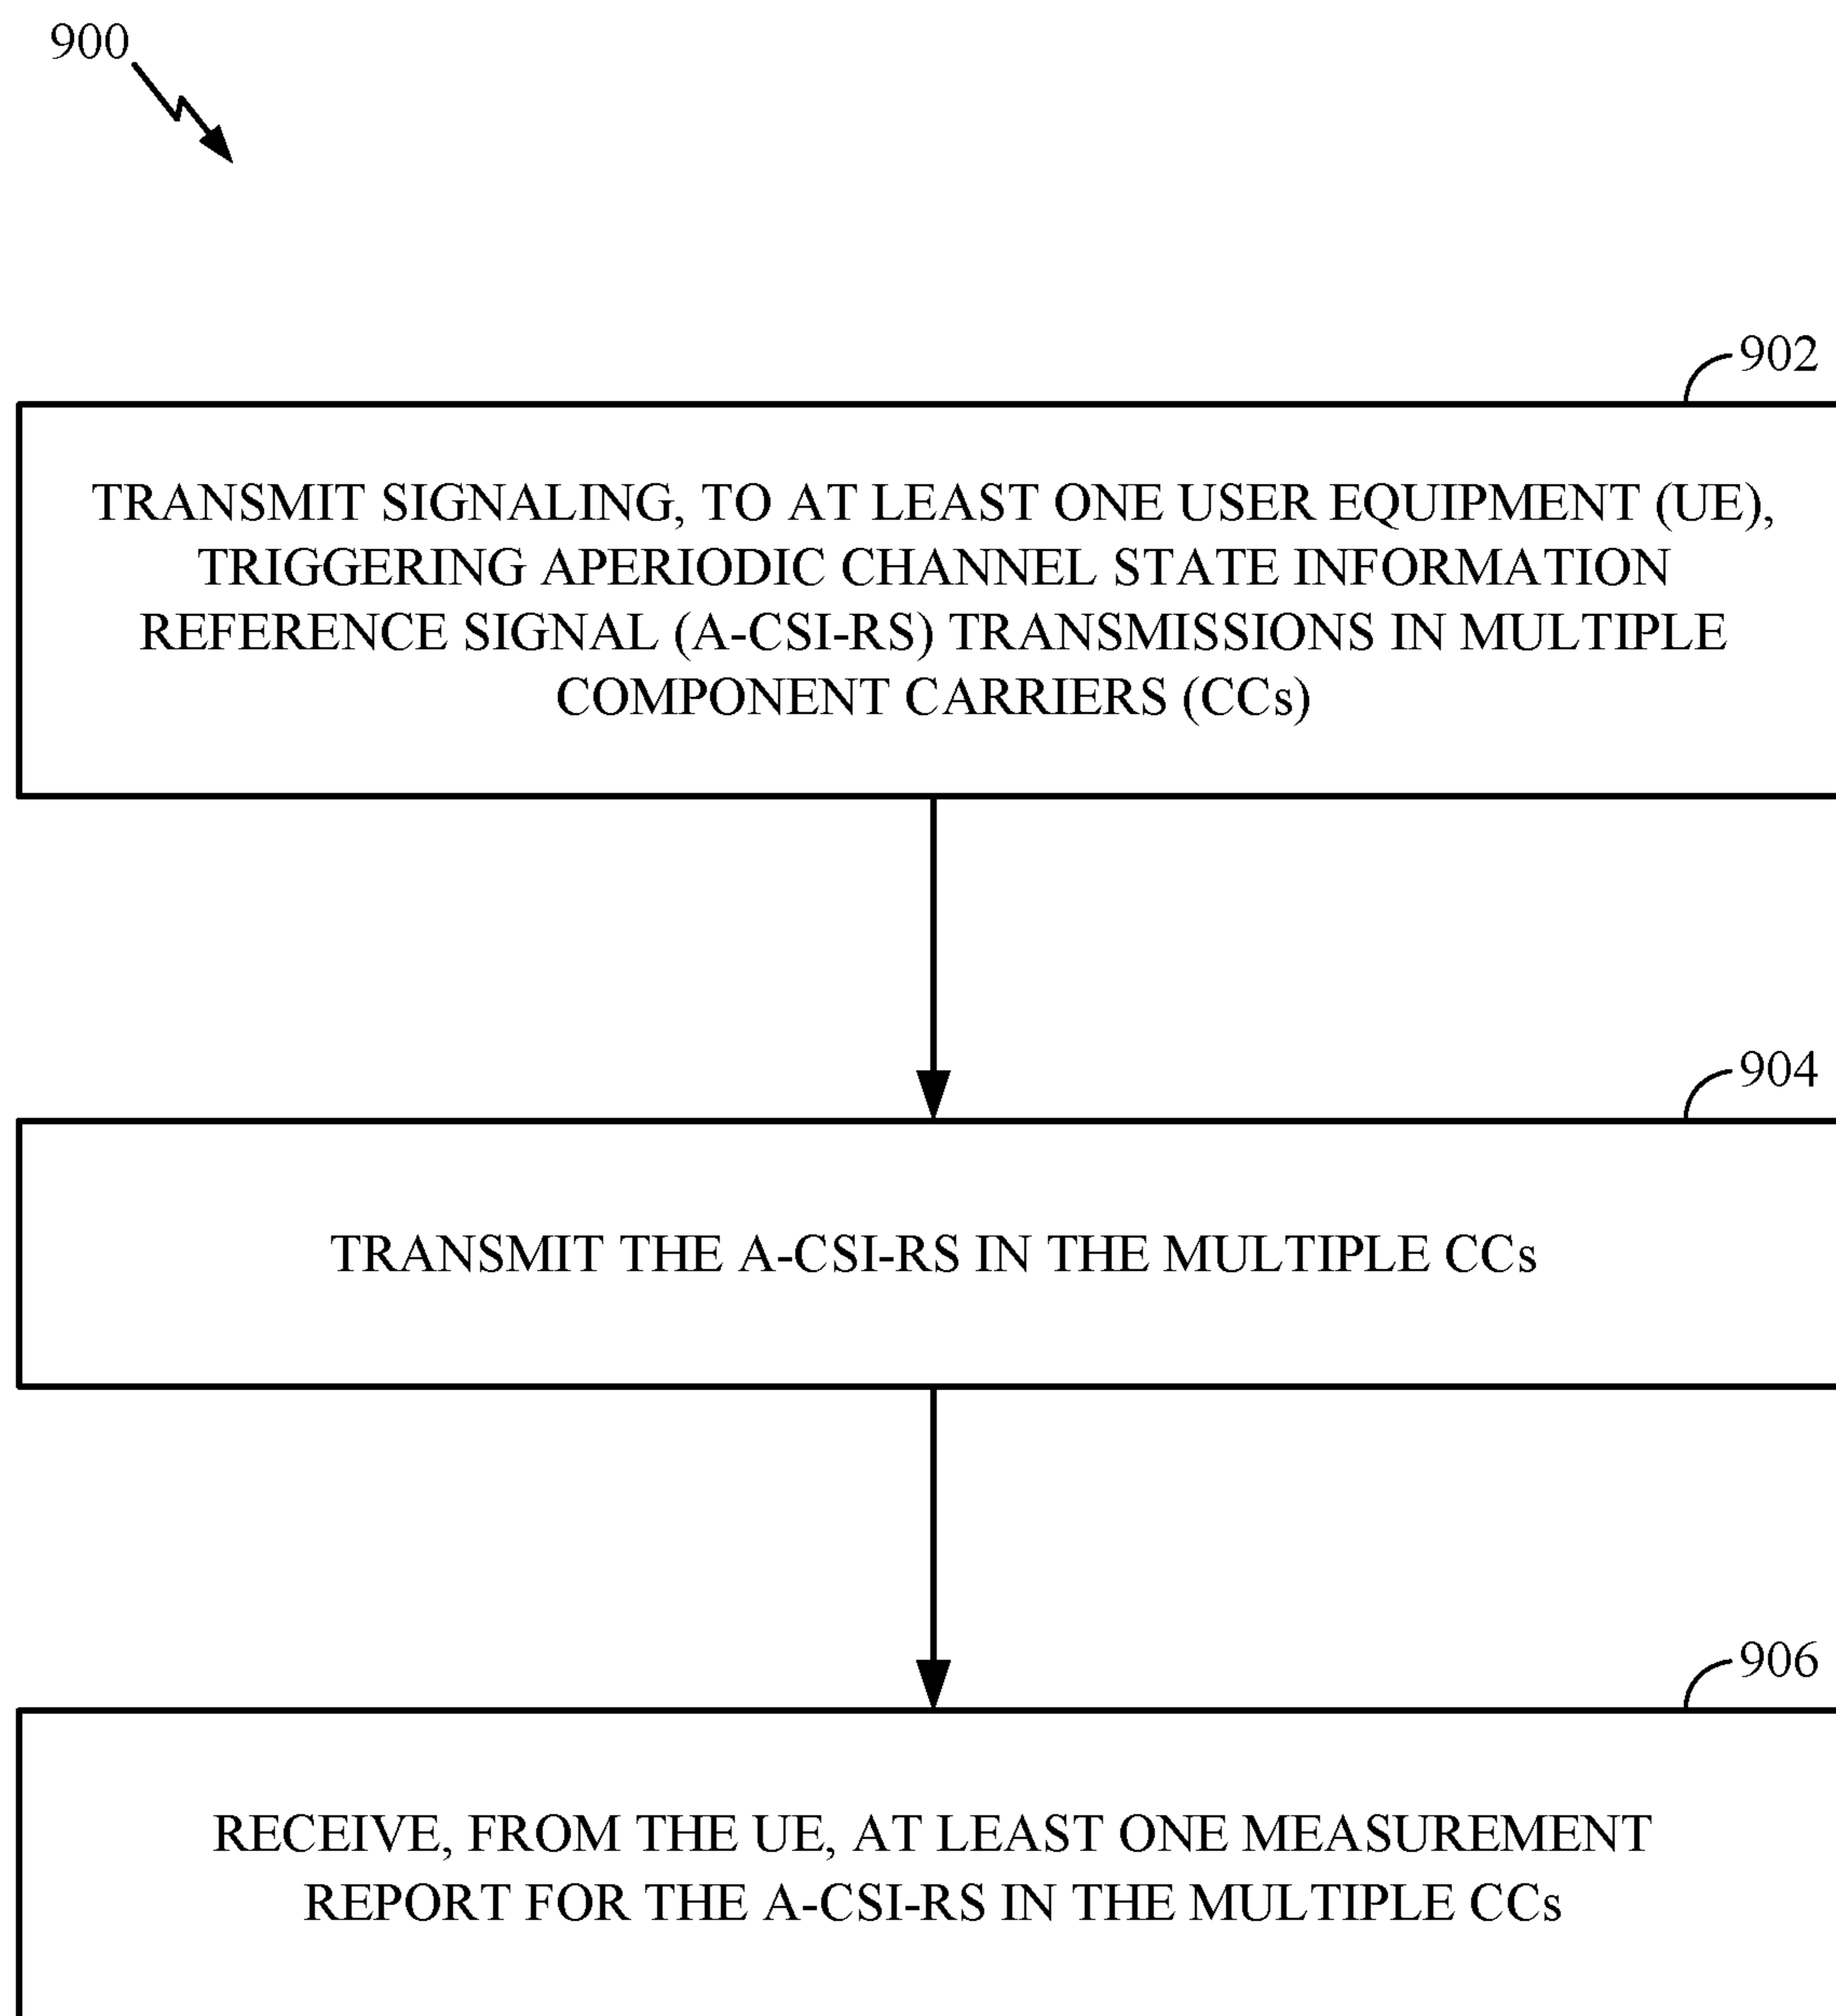 900
902
TRANSMIT SIGNALING, TO AT LEAST ONE USER EQUIPMENT (UE),
TRIGGERING APERIODIC CHANNEL STATE INFORMATION
REFERENCE SIGNAL (A-CSI-RS) TRANSMISSIONS IN MULTIPLE
COMPONENT CARRIERS (CCs)
904
TRANSMIT THE A-CSI-RS IN THE MULTIPLE CCs
906
RECEIVE, FROM THE UE, AT LEAST ONE MEASUREMENT
REPORT FOR THE A-CSI-RS IN THE MULTIPLE CCs